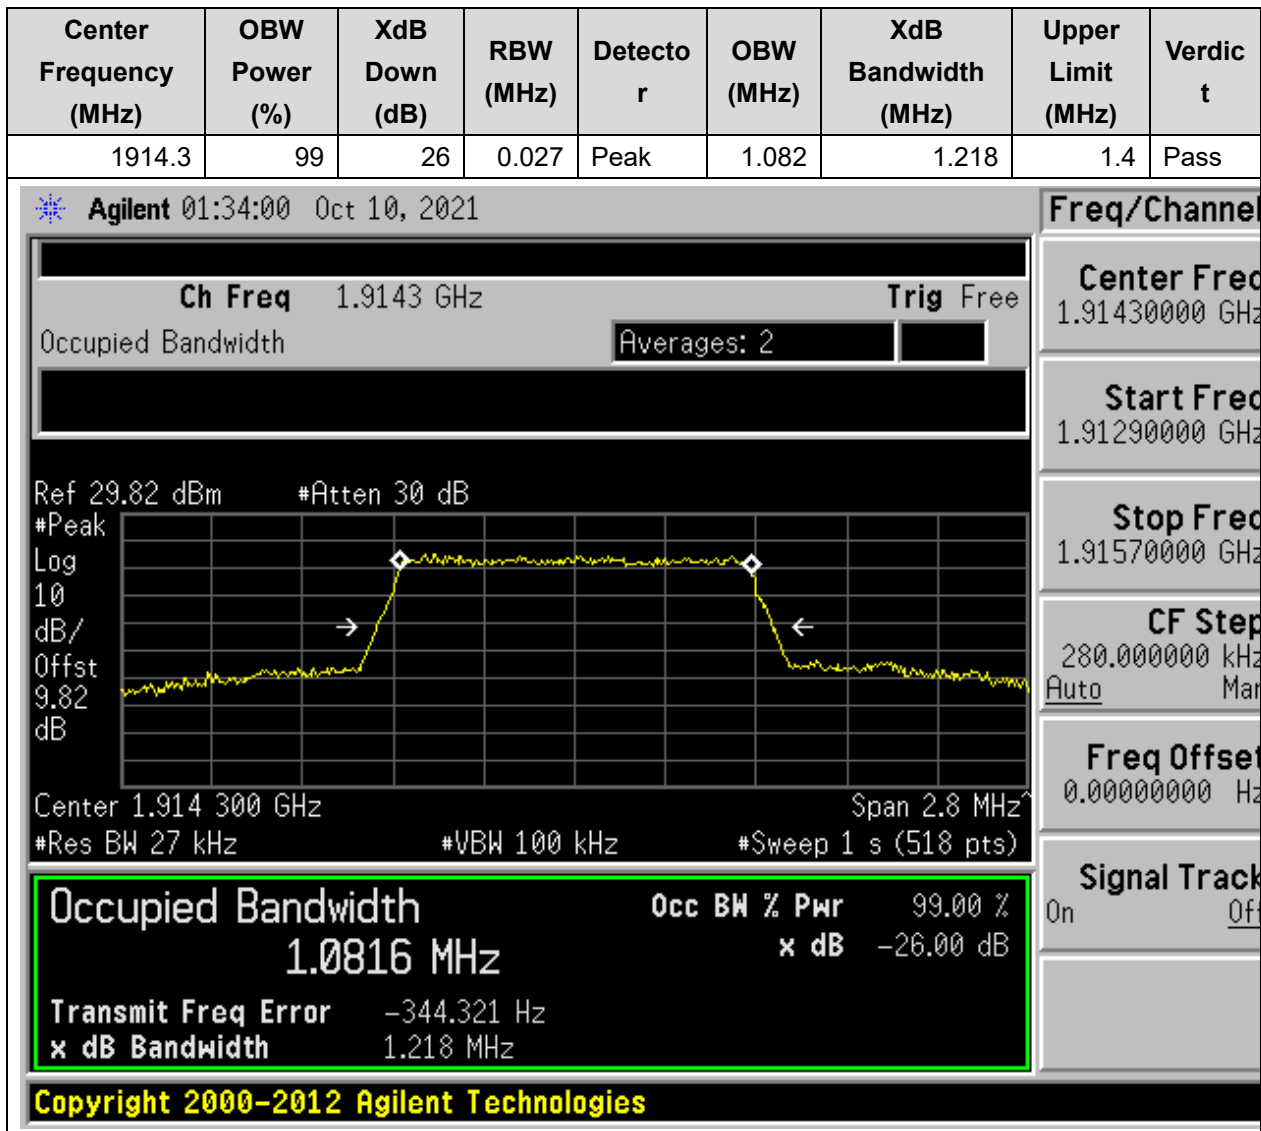 Center Frequency (MHz) OBW Power (%) XdB Down (dB) RBW (MHz) Detecto r OBW (MHz) XdB Bandwidth (MHz) Upper Limit (MHz) Verdic t
1914.3 99 26 0.027 Peak 1.082 1.218 1.4 Pass
Agilent 01:34:00 Oct 10, 2021
Freq/Channel
Ch Freq 1.9143 GHz Trig Free
Occupied Bandwidth Averages: 2
Center Freq
1.91430000 GHz
Start Freq
1.91290000 GHz
Stop Freq
1.91570000 GHz
CF Step
280.000000 kHz
Auto Man
Freq Offset
0.00000000 Hz
Signal Track
On Off
Ref 29.82 dBm #Atten 30 dB
#Peak
Log
10
dB/
Offst
9.82
dB
Center 1.914 300 GHz Span 2.8 MHz^
#Res BW 27 kHz #VBW 100 kHz #Sweep 1 s (518 pts)
Occupied Bandwidth Occ BW % Pwr 99.00 %
1.0816 MHz x dB -26.00 dB
Transmit Freq Error -344.321 Hz
x dB Bandwidth 1.218 MHz
Copyright 2000-2012 Agilent Technologies